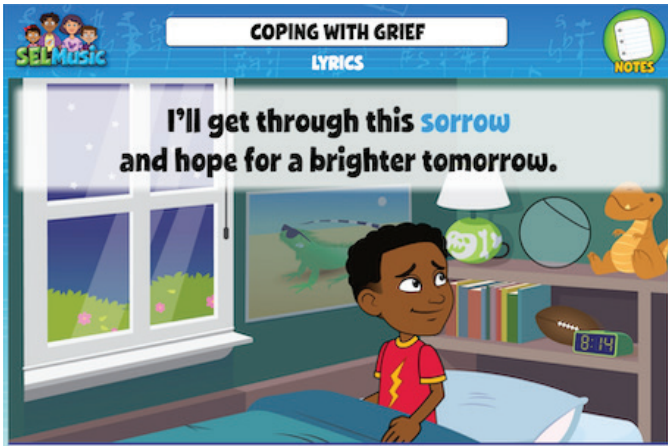 SELMusic
COPING WITH GRIEF
LYRICS
NOTES
I'll get through this sorrow
and hope for a brighter tomorrow.
8:14